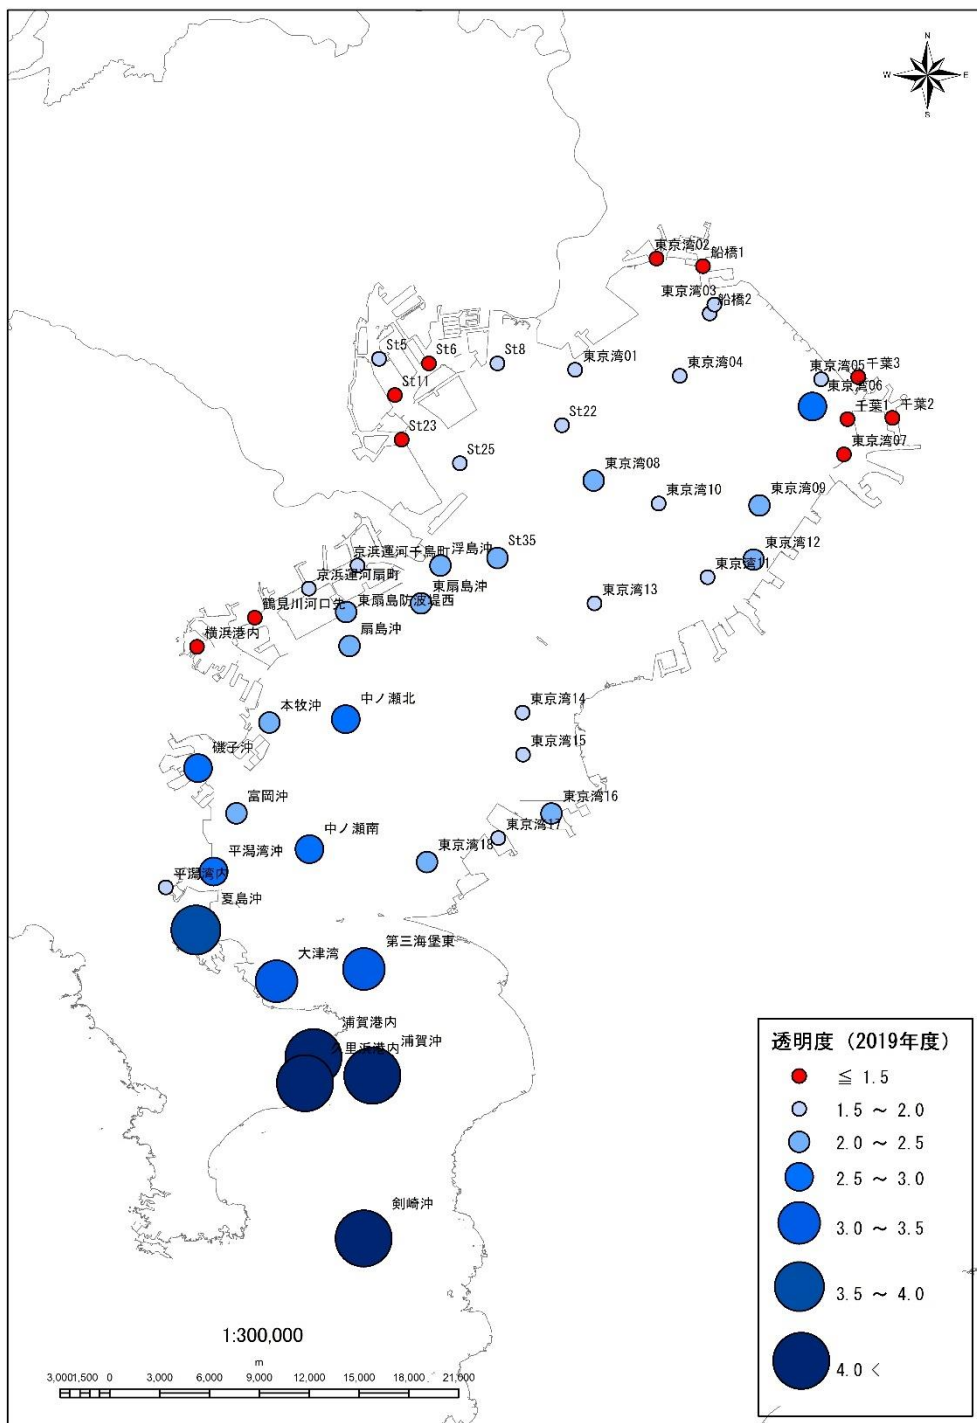 N
W
E
S
東京湾02
船橋1
東京湾03
船橋2
St5
St6
St8
東京湾01
東京湾04
東京湾05
千葉3
東京湾06
St11
千葉1
千葉2
St22
St23
東京湾07
St25
東京湾08
東京湾10
東京湾09
東京湾12
京浜運河千鳥町
浮島沖
St35
東京湾11
京浜運河扇町
東扇島沖
東京湾13
鶴見川河口先
東扇島防波堤西
横浜港内
扇島沖
本牧沖
中ノ瀬北
東京湾14
磯子沖
東京湾15
富岡沖
東京湾16
中ノ瀬南
東京湾17
平潟湾沖
東京湾18
平潟湾内
夏島沖
大津湾
第三海堡東
浦賀港内
久里浜港内
浦賀沖
剣崎沖
透明度（2019年度）
≦ 1.5
1.5 ～ 2.0
2.0 ～ 2.5
2.5 ～ 3.0
3.0 ～ 3.5
3.5 ～ 4.0
4.0 <
1:300,000
m
3,000 1,500 0 3,000 6,000 9,000 12,000 15,000 18,000 21,000